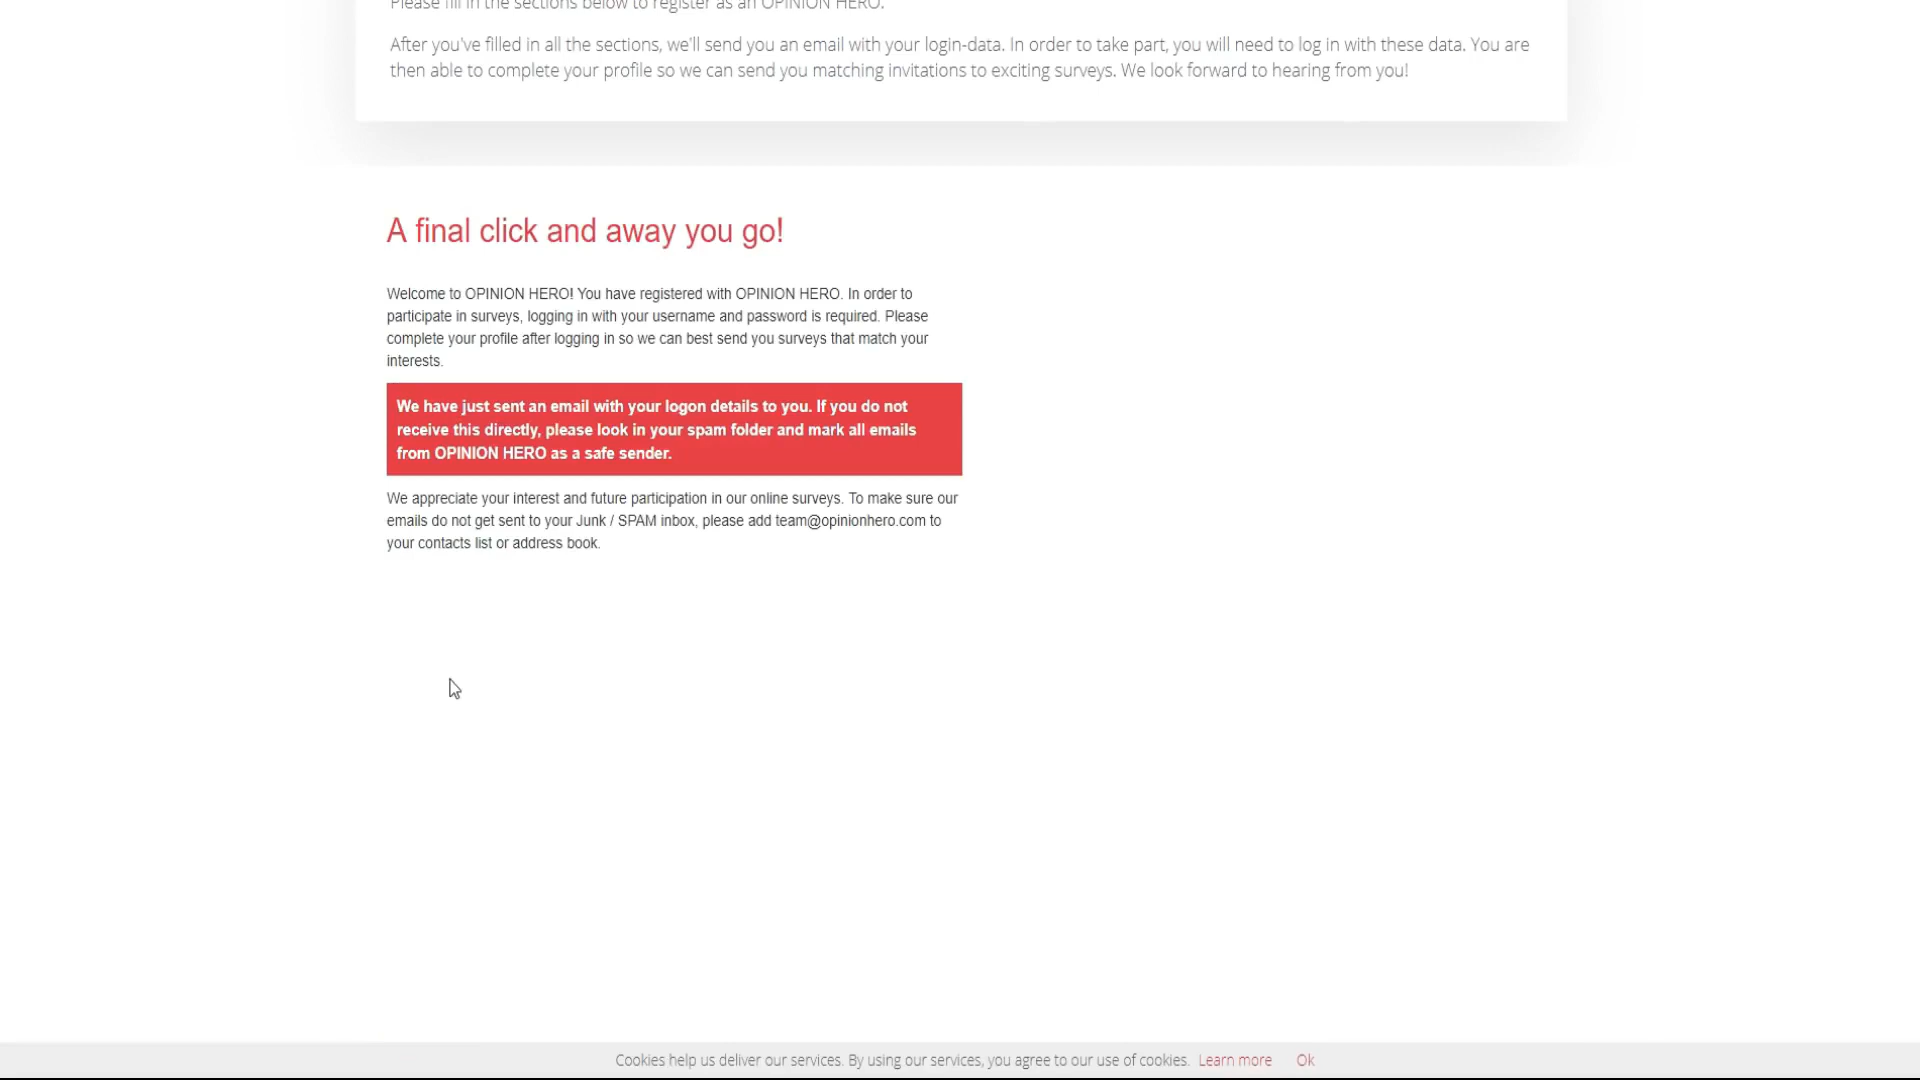 Please fill in the sections below to register as an OPINION HERO.
After you've filled in all the sections, we'll send you an email with your login-data. In order to take part, you will need to log in with these data. You are
then able to complete your profile so we can send you matching invitations to exciting surveys. We look forward to hearing from you!
A final click and away you go!
Welcome to OPINION HERO! You have registered with OPINION HERO. In order to
participate in surveys, logging in with your username and password is required. Please
complete your profile after logging in so we can best send you surveys that match your
interests.
We have just sent an email with your logon details to you. If you do not
receive this directly, please look in your spam folder and mark all emails
from OPINION HERO as a safe sender.
We appreciate your interest and future participation in our online surveys. To make sure our
emails do not get sent to your Junk / SPAM inbox, please add team@opinionhero.com to
your contacts list or address book.
Cookies help us deliver our services. By using our services, you agree to our use of cookies. Learn more Ok